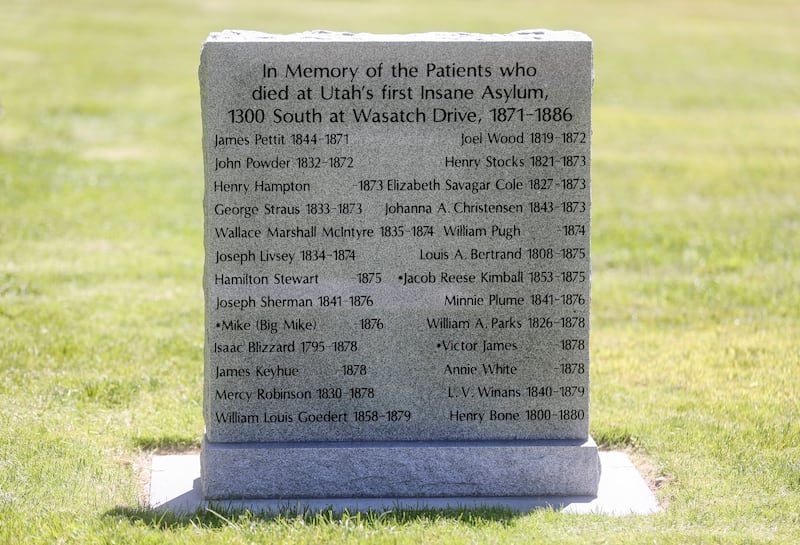 In Memory of the Patients who
died at Utah's first Insane Asylum,
1300 South at Wasatch Drive, 1871-1886
James Pettit 1844-1871 Joel Wood 1819-1872
John Powder 1832-1872 Henry Stocks 1821-1873
Henry Hampton -1873 Elizabeth Savagar Cole 1827-1873
George Straus 1833-1873 Johanna A. Christensen 1843-1873
Wallace Marshall McIntyre 1835-1874 William Pugh -1874
Joseph Livsey 1834-1874 Louis A. Bertrand 1808-1875
Hamilton Stewart -1875 *Jacob Reese Kimball 1853-1875
Joseph Sherman 1841-1876 Minnie Plume 1841-1876
*Mike (Big Mike) -1876 William A. Parks 1826-1878
Isaac Blizzard 1795-1878 *Victor James -1878
James Keyhue -1878 Annie White -1878
Mercy Robinson 1830-1878 L. V. Winans 1840-1879
William Louis Goedert 1858-1879 Henry Bone 1800-1880